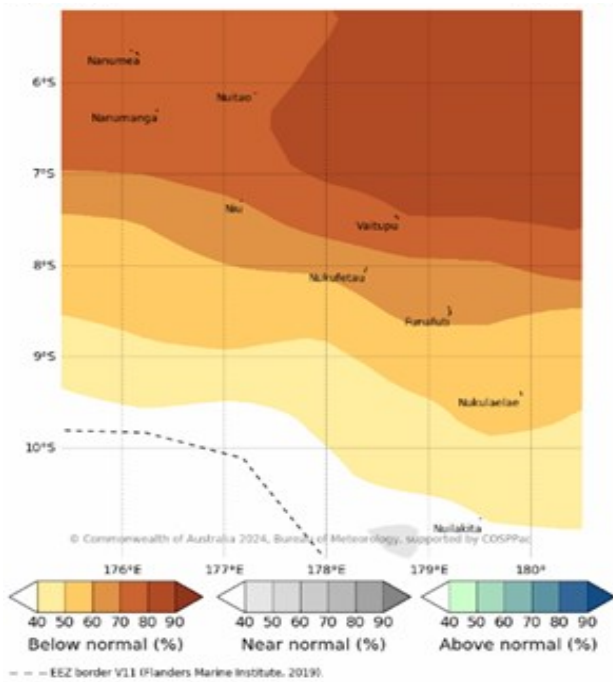 6°S
7°S
8°S
9°S
10°S
Nanumea
Nuitao
Nanumanga
Niu
Vaitupu
Nukufetau
Funafuti
Nukulaelae
Nuilakita
© Commonwealth of Australia 2024, Bureau of Meteorology, supported by COSPPac
176°E 177°E 178°E 179°E 180°
40 50 60 70 80 90 40 50 60 70 80 90 40 50 60 70 80 90
Below normal (%) Near normal (%) Above normal (%)
EEZ border V11 (Flanders Marine Institute, 2019).